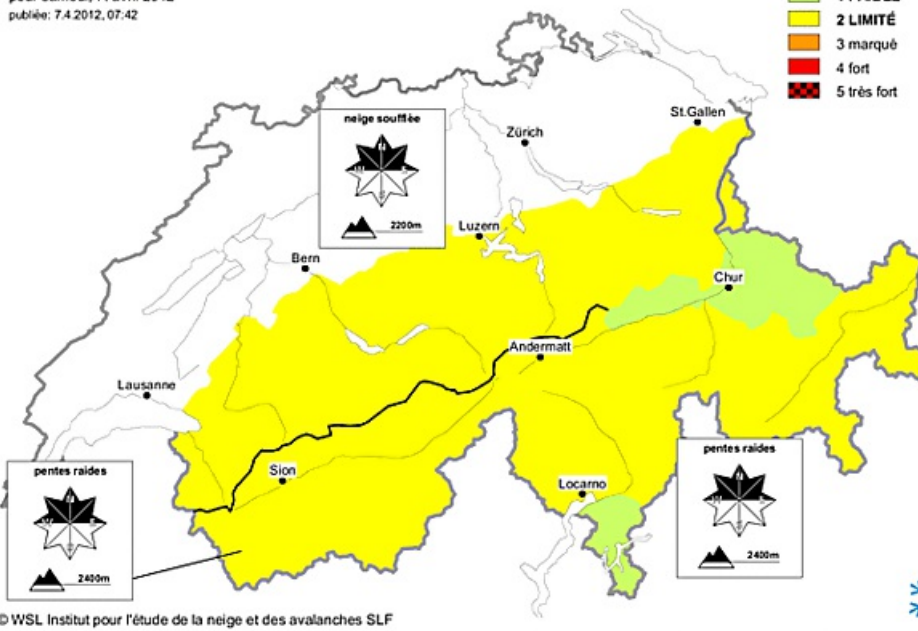 publiée: 7.4.2012, 07:42
2 LIMITÉ
3 marqué
4 fort
5 très fort
neige soufflée
N
W E
S
2200m
St.Gallen
Zürich
Luzern
Bern
Chur
Andermatt
Lausanne
Sion
Locarno
pentes raides
N
W E
S
2400m
pentes raides
N
W E
S
2400m
© WSL Institut pour l'étude de la neige et des avalanches SLF